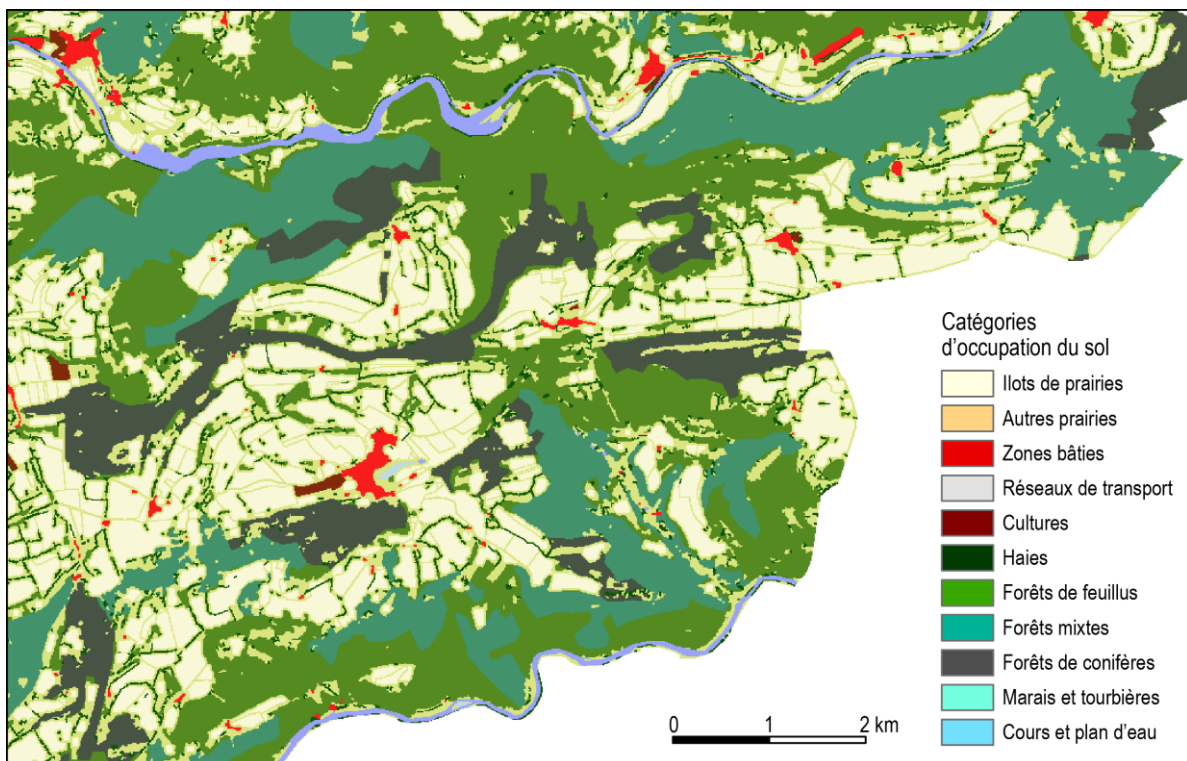 Catégories
d’occupation du sol
Ilots de prairies
Autres prairies
Zones bâties
Réseaux de transport
Cultures
Haies
Forêts de feuillus
Forêts mixtes
Forêts de conifères
Marais et tourbières
Cours et plan d’eau
0 1 2 km